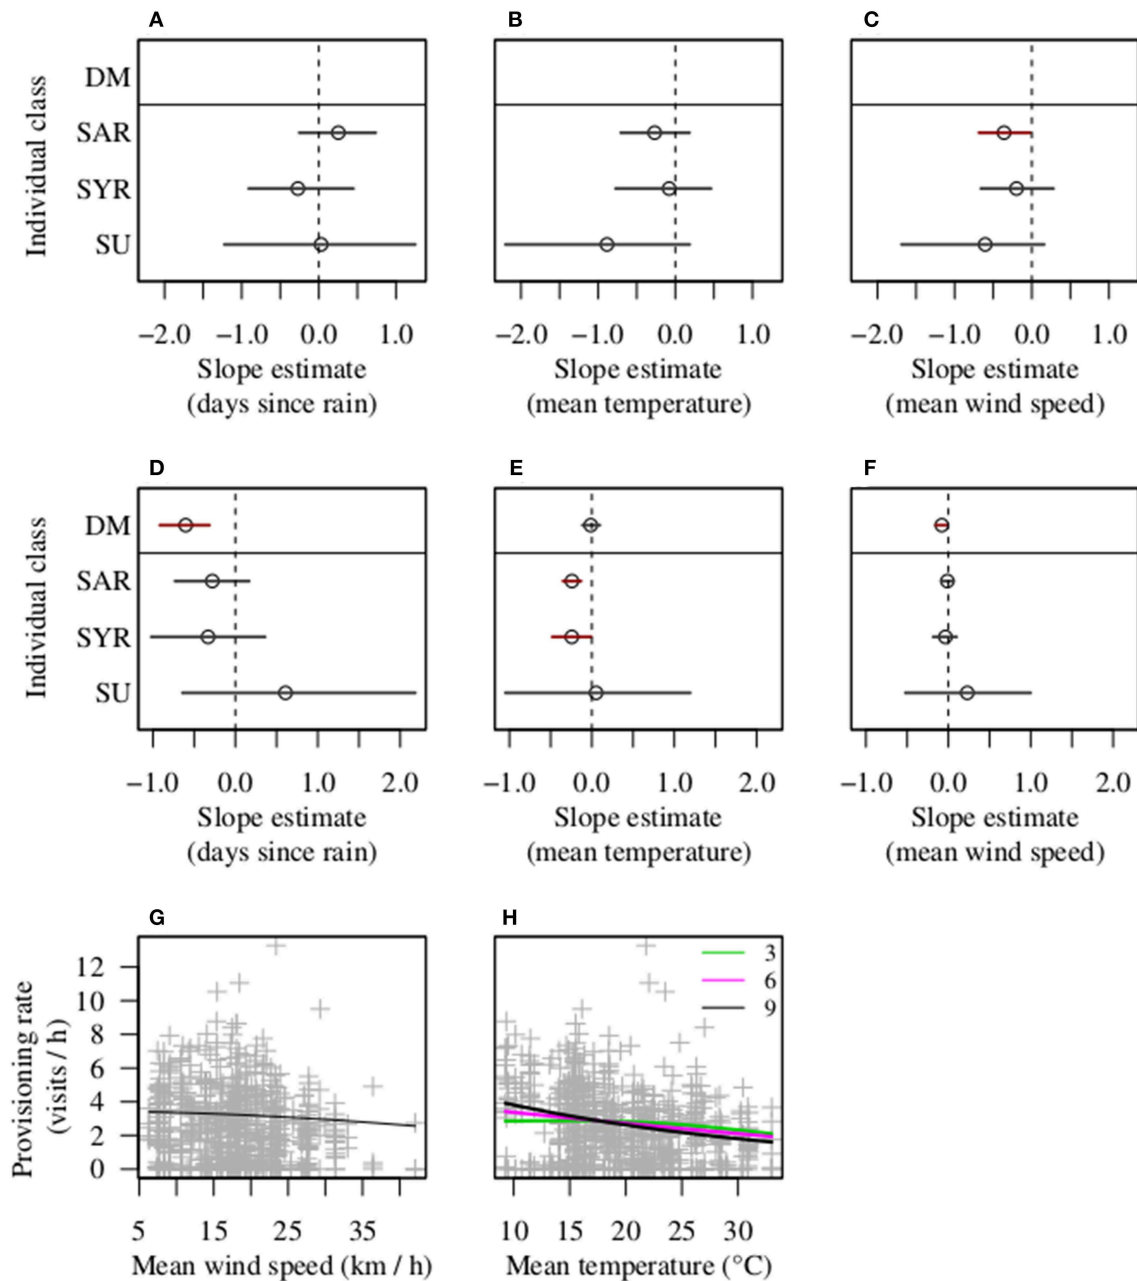 A
B
C
Individual class
DM
SAR
SYR
SU
−2.0 −1.0 0.0 1.0
−2.0 −1.0 0.0 1.0
−2.0 −1.0 0.0 1.0
Slope estimate
(days since rain)
Slope estimate
(mean temperature)
Slope estimate
(mean wind speed)
D
E
F
Individual class
DM
SAR
SYR
SU
−1.0 0.0 1.0 2.0
−1.0 0.0 1.0 2.0
−1.0 0.0 1.0 2.0
Slope estimate
(days since rain)
Slope estimate
(mean temperature)
Slope estimate
(mean wind speed)
G
H
Provisioning rate
(visits / h)
12
10
8
6
4
2
0
3
6
9
5 15 25 35
10 15 20 25 30
Mean wind speed (km / h)
Mean temperature (°C)